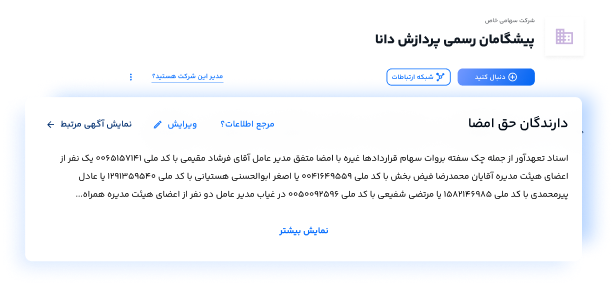 شرکت سهامی خاص
پیشگامان رسمی پردازش دانا
دنبال کنید
شبکه ارتباطات
مدیر این شرکت هستید؟
دارندگان حق امضا
مرجع اطلاعات؟
ویرایش
نمایش آگهی مرتبط
اسناد تعهدآور از جمله چک سفته بروات سهام قراردادها غیره با امضا متفق مدیر عامل آقای فرشاد مقیمی با کد ملی ۰۰۶۵۱۵۷۱۴۱ یک نفر از
اعضای هیئت مدیره آقایان محمدرضا فیض بخش با کد ملی ۰۰۴۱۶۴۹۵۵۹ یا اصغر ابوالحسنی هستیانی با کد ملی ۱۲۹۱۳۵۹۵۴۰ یا عادل
پیرمحمدی با کد ملی ۱۵۸۲۱۴۶۹۸۵ یا مرتضی شفیعی با کد ملی ۰۰۵۰۰۹۲۵۹۶ در غیاب مدیر عامل دو نفر از اعضای هیئت مدیره همراه...
نمایش بیشتر